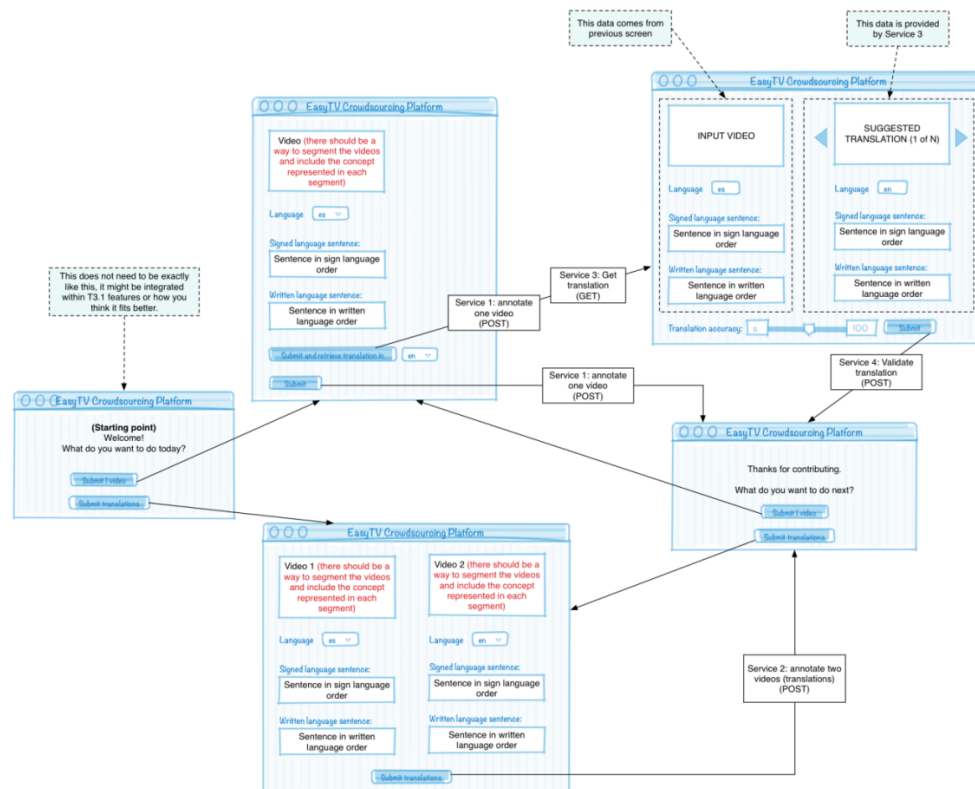 This data comes from
previous screen
This data is provided
by Service 3
EasyTV Crowdsourcing Platform
INPUT VIDEO
Language
es
Signed language sentence:
Sentence in sign language
order
Written language sentence:
Sentence in written
language order
SUGGESTED
TRANSLATION (1 of N)
Language
en
Signed language sentence:
Sentence in sign language
order
Written language sentence:
Sentence in written
language order
Translation accuracy:
0
100
Submit
EasyTV Crowdsourcing Platform
Video (there should be a
way to segment the videos
and include the concept
represented in each
segment)
Language
es
Signed language sentence:
Sentence in sign language
order
Written language sentence:
Sentence in written
language order
Submit and retrieve translation in
en
Submit
Service 1: annotate
one video
(POST)
Service 3: Get
translation
(GET)
Service 1: annotate
one video
(POST)
Service 4: Validate
translation
(POST)
This does not need to be exactly
like this, it might be integrated
within T3.1 features or how you
think it fits better.
EasyTV Crowdsourcing Platform
(Starting point)
Welcome!
What do you want to do today?
Submit 1 video
Submit translations
EasyTV Crowdsourcing Platform
Thanks for contributing.
What do you want to do next?
Submit 1 video
Submit translations
EasyTV Crowdsourcing Platform
Video 1 (there should be a
way to segment the videos
and include the concept
represented in each
segment)
Language
es
Signed language sentence:
Sentence in sign language
order
Written language sentence:
Sentence in written
language order
Video 2 (there should be a
way to segment the videos
and include the concept
represented in each
segment)
Language
en
Signed language sentence:
Sentence in sign language
order
Written language sentence:
Sentence in written
language order
Submit translations
Service 2: annotate two
videos (translations)
(POST)